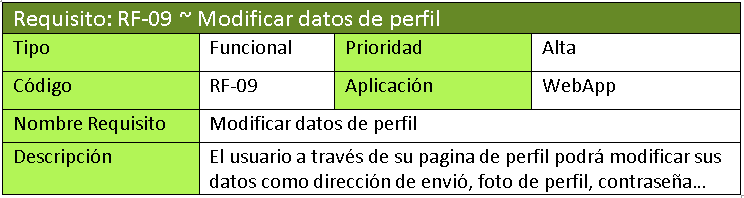 Requisito: RF-09 ~ Modificar datos de perfil
Tipo Funcional Prioridad Alta
Código RF-09 Aplicación WebApp
Nombre Requisito Modificar datos de perfil
Descripción El usuario a través de su pagina de perfil podrá modificar sus
datos como dirección de envió, foto de perfil, contraseña...